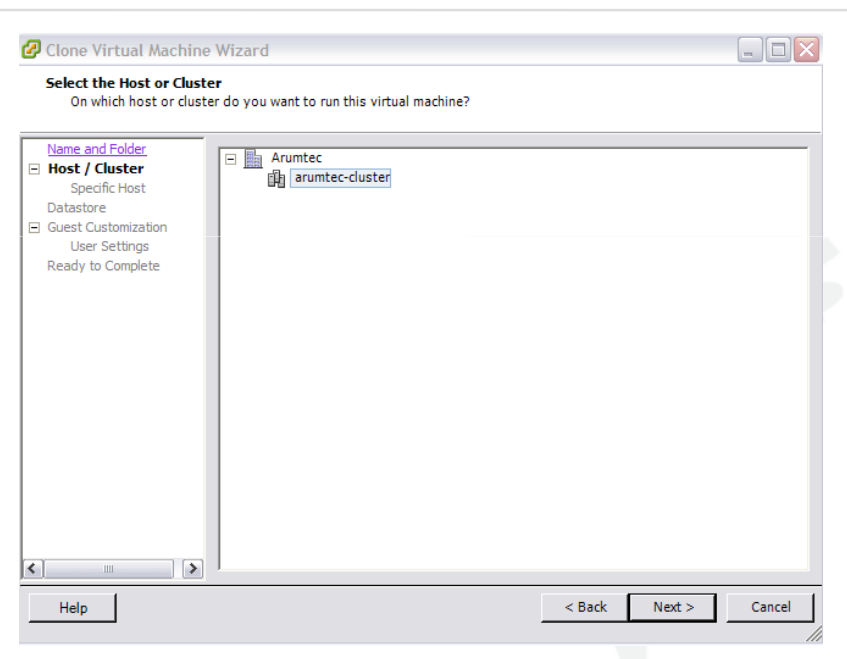 Clone Virtual Machine Wizard
Select the Host or Cluster
On which host or cluster do you want to run this virtual machine?
Name and Folder
Host / Cluster
Specific Host
Datastore
Guest Customization
User Settings
Ready to Complete
Arumtec
arumtec-cluster
Help
< Back
Next >
Cancel